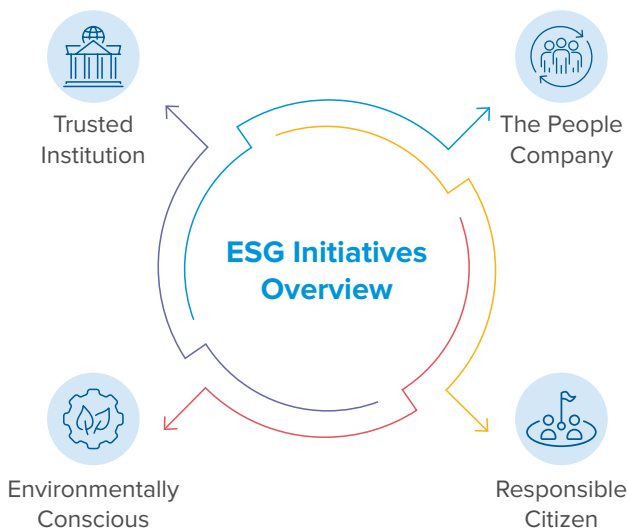 Trusted
Institution
The People
Company
ESG Initiatives
Overview
Environmentally
Conscious
Responsible
Citizen